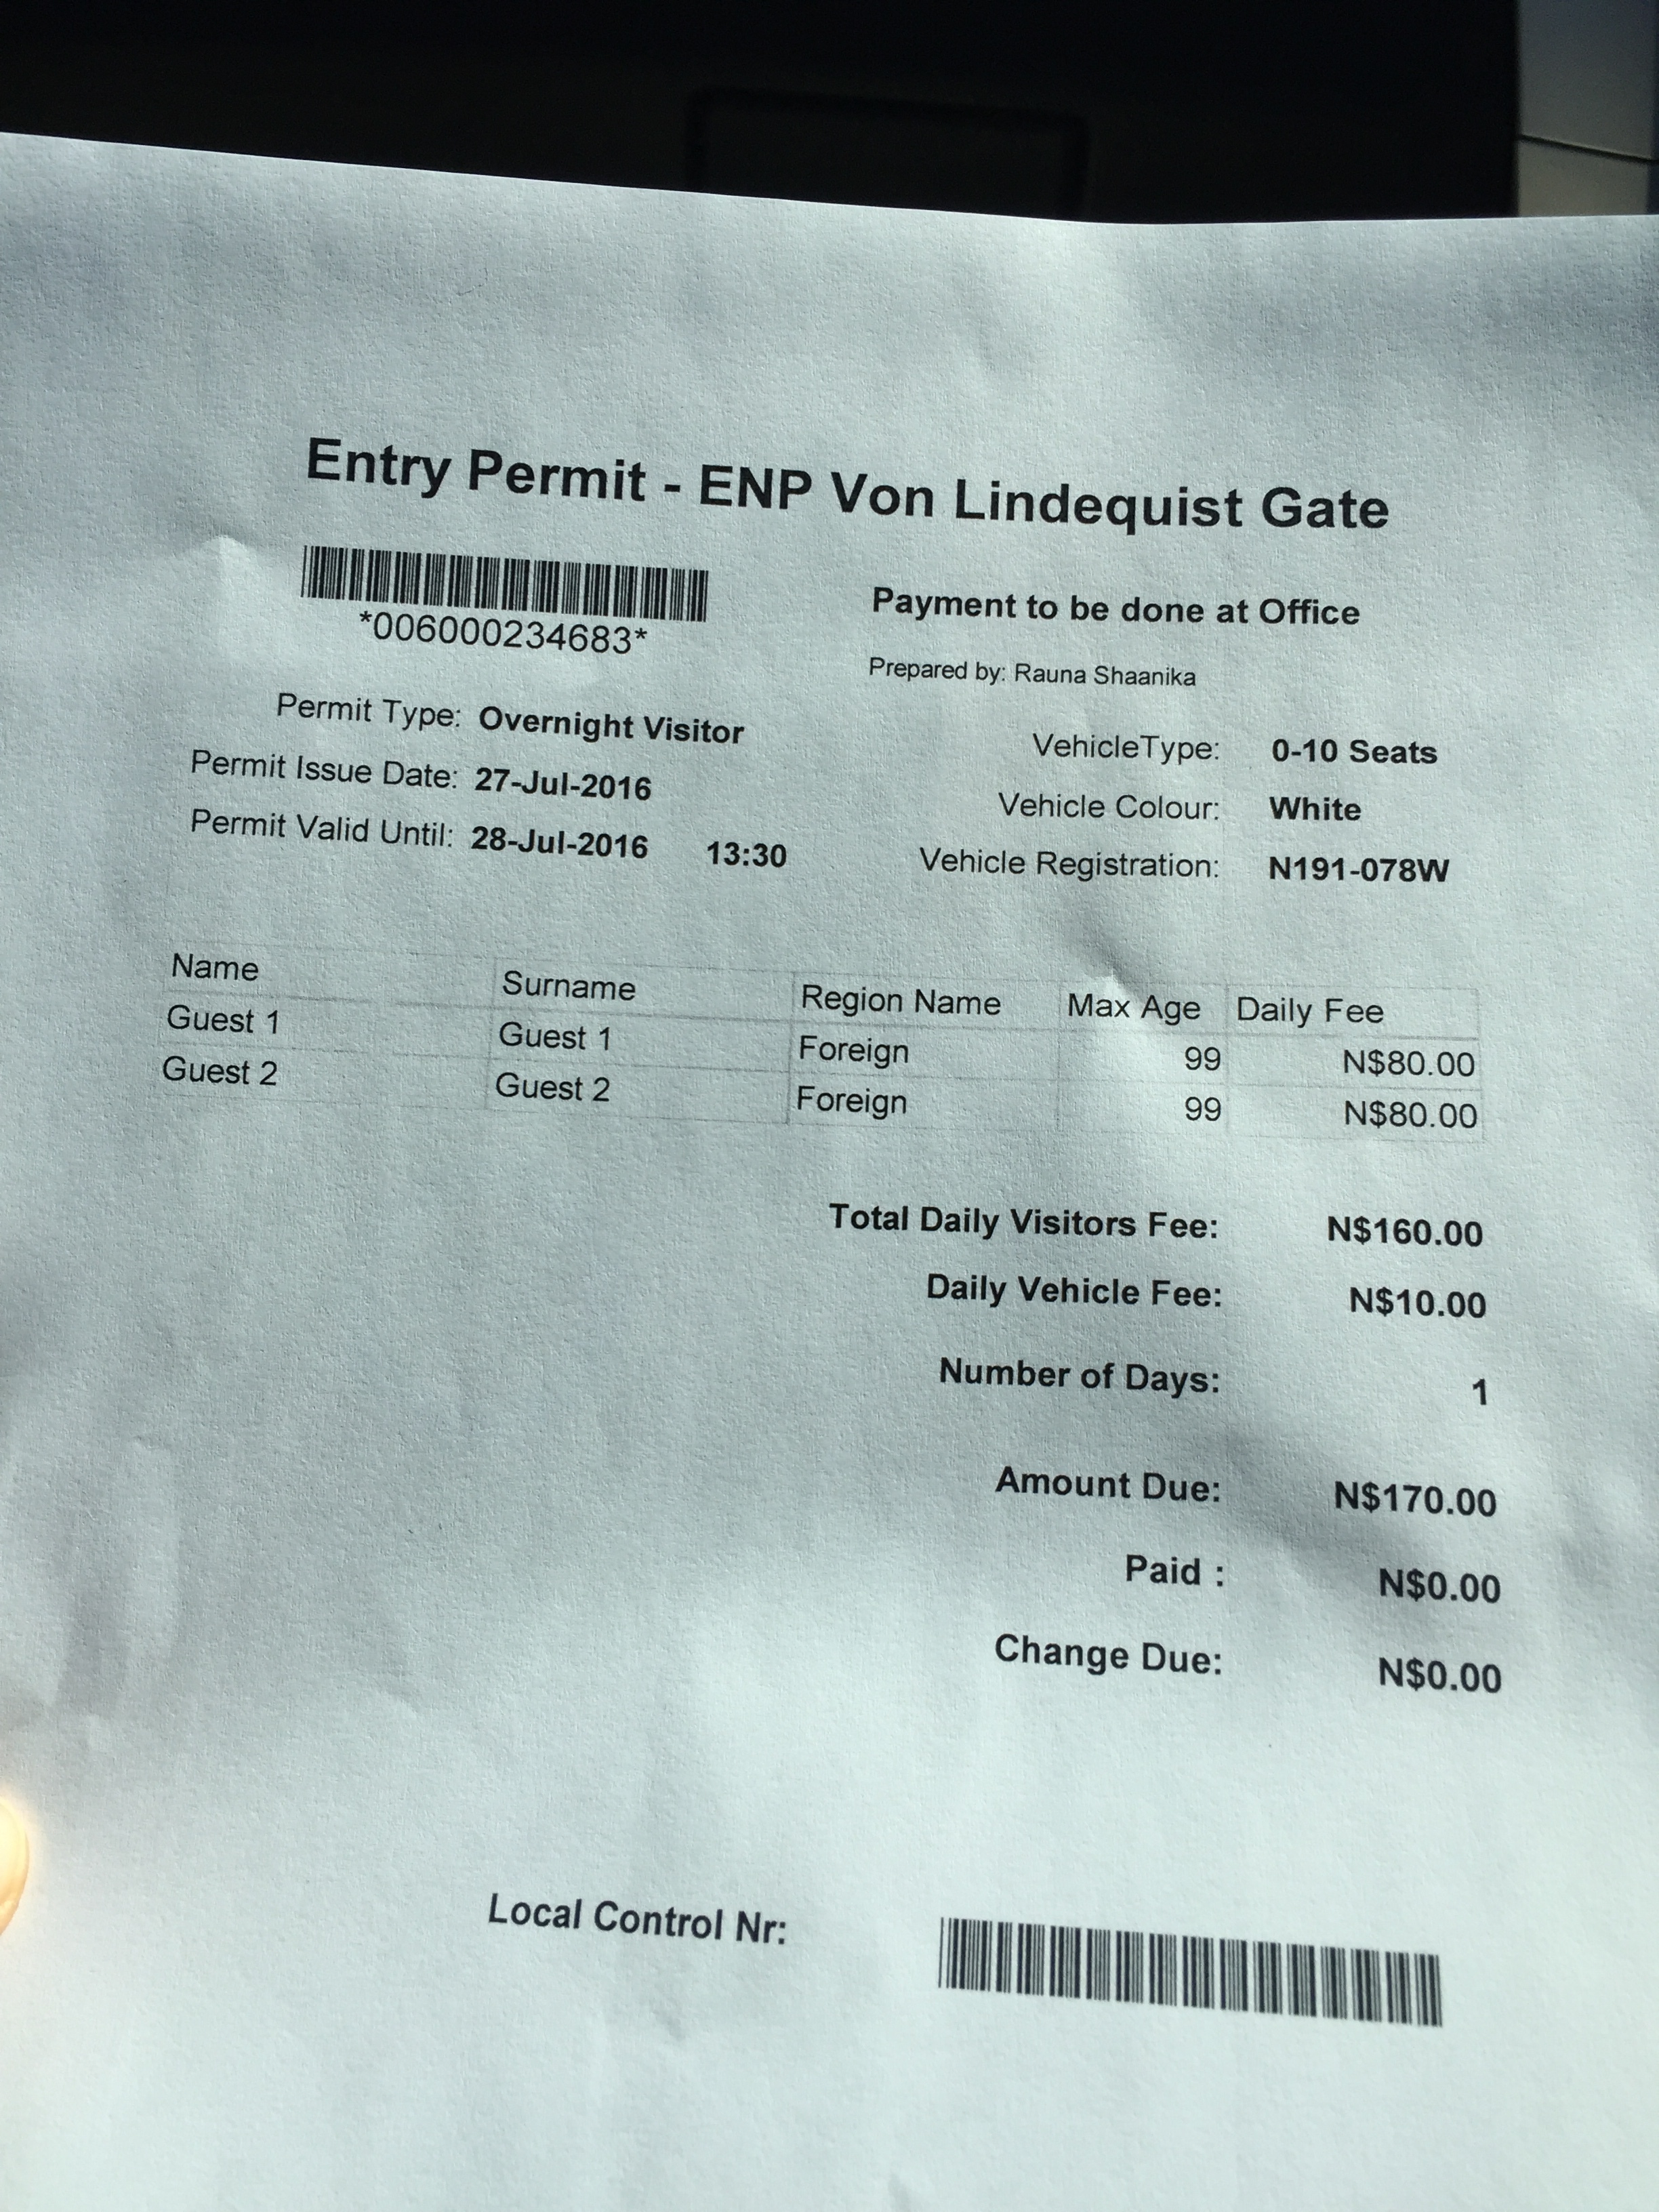 Entry Permit - ENP Von Lindequist Gate
*006000234683*
Payment to be done at Office
Prepared by: Rauna Shaanika
Permit Type: Overnight Visitor
Permit Issue Date: 27-Jul-2016
Permit Valid Until: 28-Jul-2016 13:30
VehicleType: 0-10 Seats
Vehicle Colour: White
Vehicle Registration: N191-078W
Name Surname Region Name Max Age Daily Fee
Guest 1 Guest 1 Foreign 99 N$80.00
Guest 2 Guest 2 Foreign 99 N$80.00
Total Daily Visitors Fee: N$160.00
Daily Vehicle Fee: N$10.00
Number of Days: 1
Amount Due: N$170.00
Paid : N$0.00
Change Due: N$0.00
Local Control Nr: